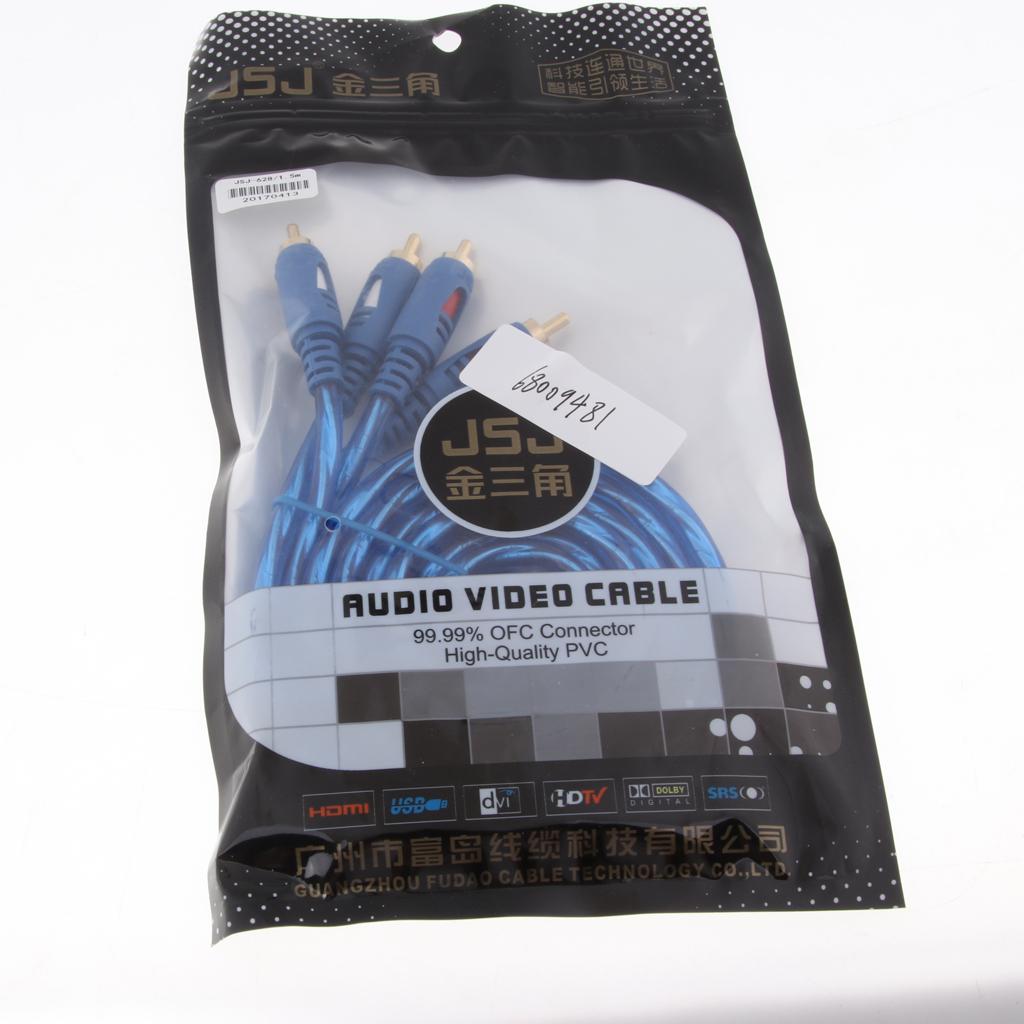 JSJ® 金三角
科技连通世界
智能引领生活
JSJ-628/1.5m
20170413
68009481
JSJ
金三角
AUDIO VIDEO CABLE
99.99% OFC Connector
High-Quality PVC
HDMI USB dVI HDTV DOLBY DIGITAL SRS
广州市富岛线缆科技有限公司
GUANGZHOU FUDAO CABLE TECHNOLOGY CO.,LTD.